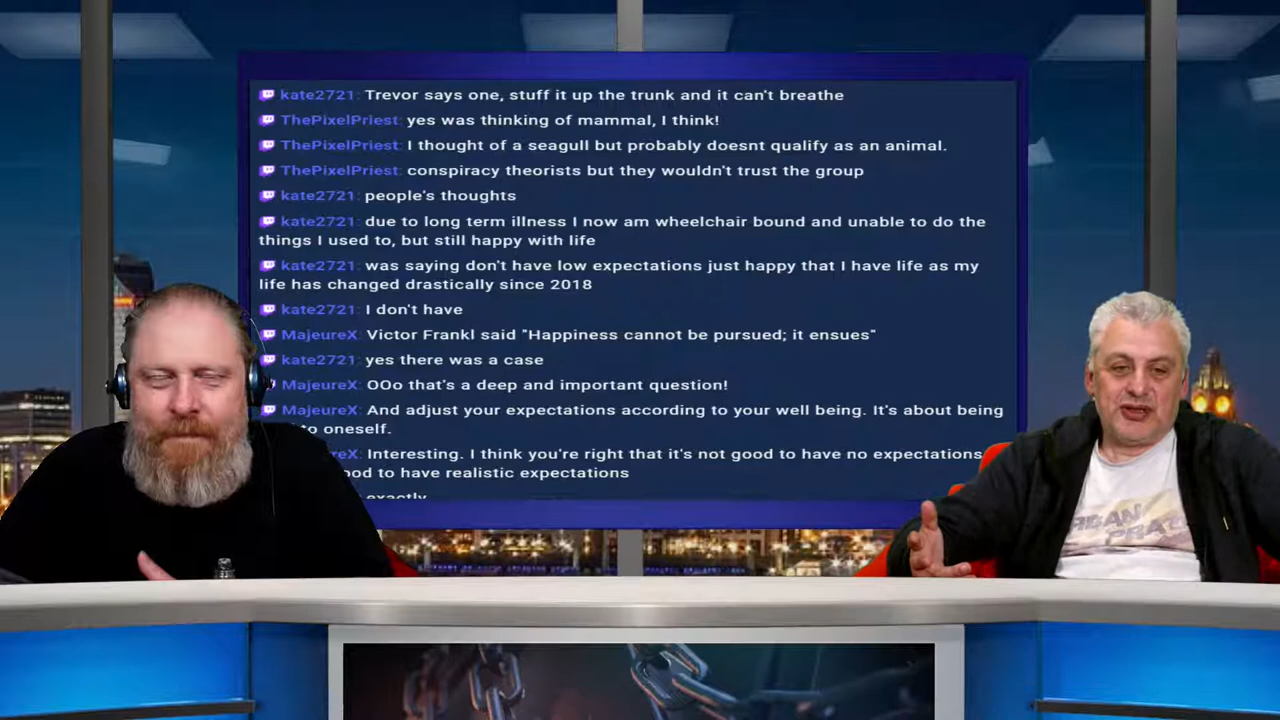 kate2721: Trevor says one, stuff it up the trunk and it can't breathe
ThePixelPriest: yes was thinking of mammal, I think!
ThePixelPriest: I thought of a seagull but probably doesnt qualify as an animal.
ThePixelPriest: conspiracy theorists but they wouldn't trust the group
kate2721: people's thoughts
kate2721: due to long term illness I now am wheelchair bound and unable to do the
things I used to, but still happy with life
kate2721: was saying don't have low expectations just happy that I have life as my
life has changed drastically since 2018
kate2721: I don't have
MajeureX: Victor Frankl said "Happiness cannot be pursued; it ensues"
kate2721: yes there was a case
MajeureX: OOo that's a deep and important question!
MajeureX: And adjust your expectations according to your well being. It's about being
to oneself.
reX: Interesting. I think you're right that it's not good to have no expectations
ood to have realistic expectations
exactly
RBAN